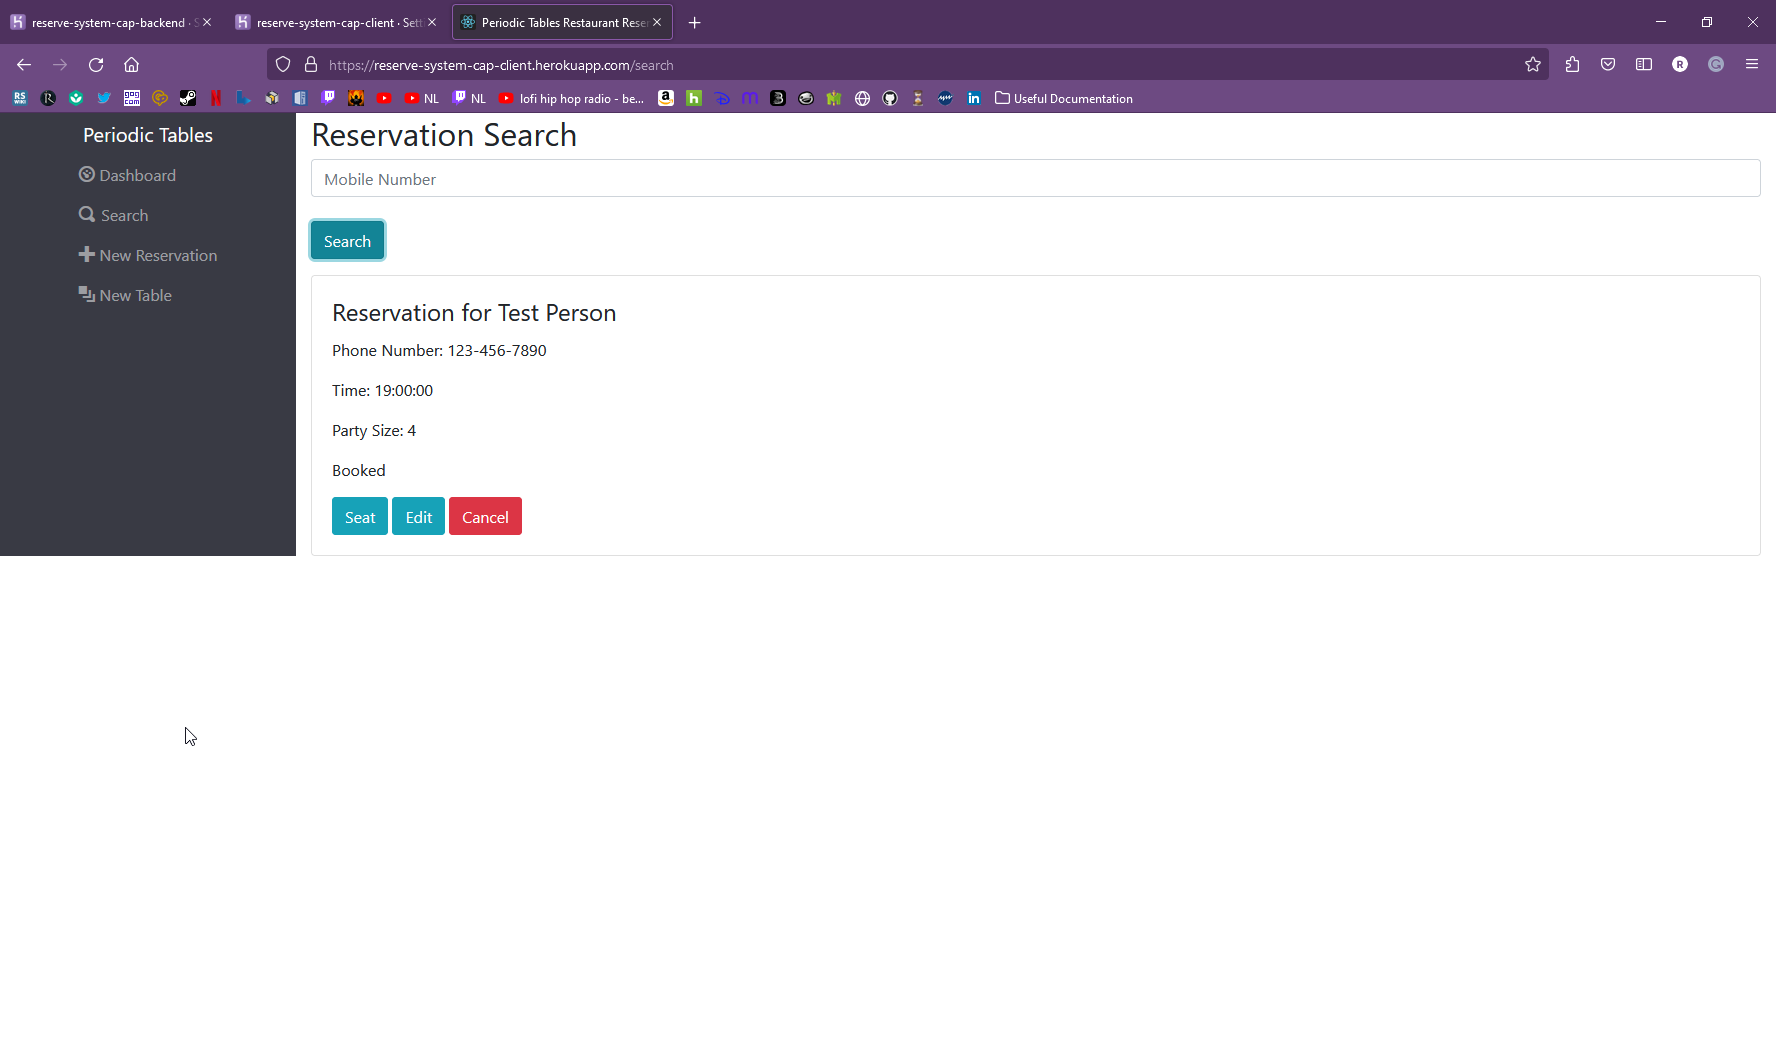 reserve-system-cap-backend · S
reserve-system-cap-client · Setti
Periodic Tables Restaurant Reser
https://reserve-system-cap-client.herokuapp.com/search
NL
NL
lofi hip hop radio - be...
Useful Documentation
Periodic Tables
Dashboard
Search
New Reservation
New Table
Reservation Search
Mobile Number
Search
Reservation for Test Person
Phone Number: 123-456-7890
Time: 19:00:00
Party Size: 4
Booked
Seat Edit Cancel